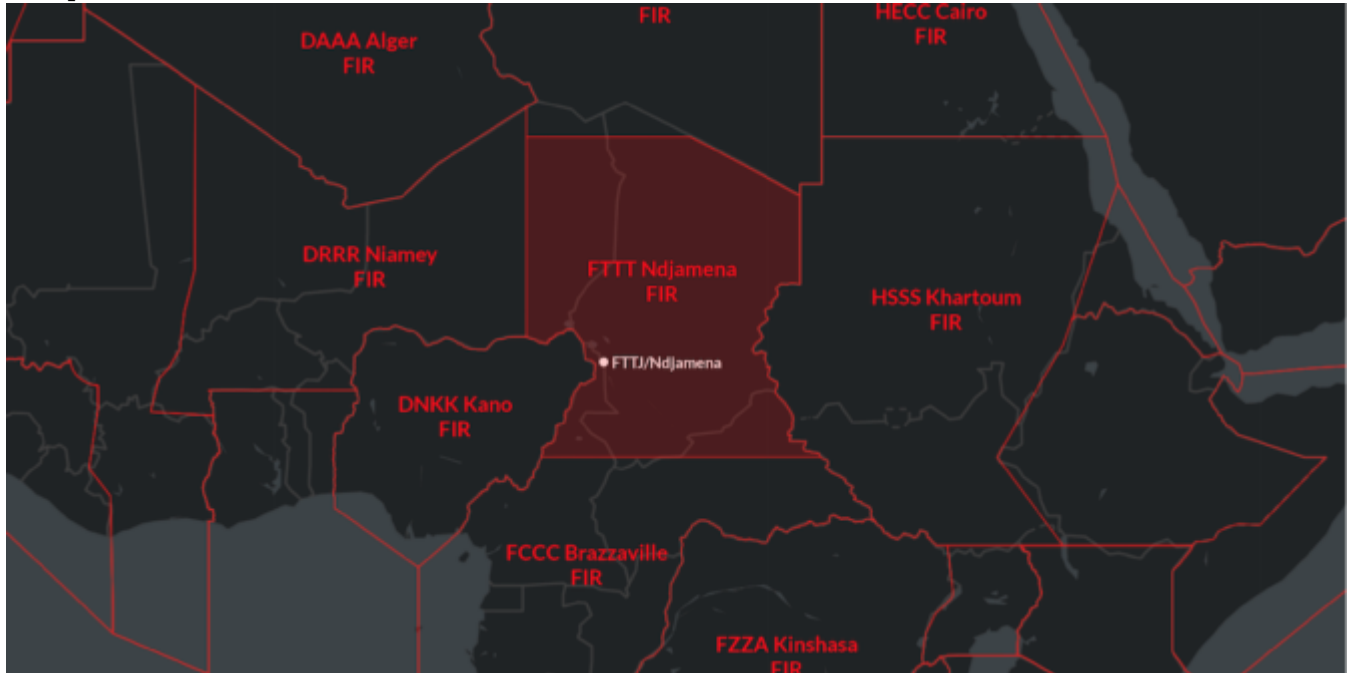 FIR
HECC Cairo
FIR
DAAA Alger
FIR
DRRR Niamey
FIR
FTTT Ndjamena
FIR
HSSS Khartoum
FIR
FTTJ/Ndjamena
DNKK Kano
FIR
FCCC Brazzaville
FIR
FZZA Kinshasa
FIR